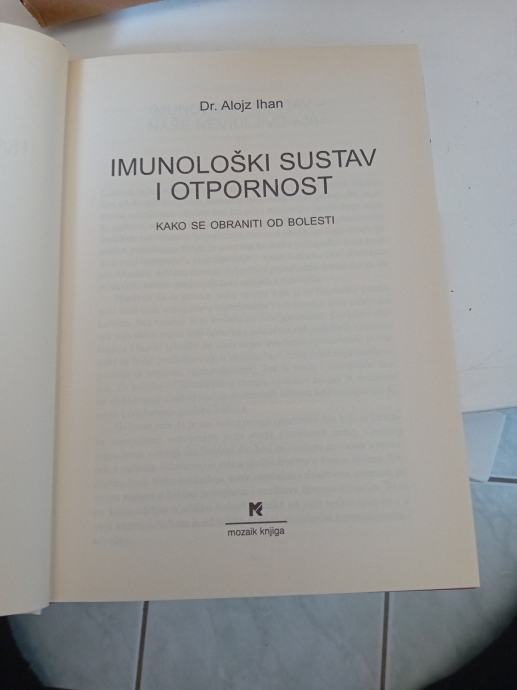 Dr. Alojz Ihan
IMUNOLOŠKI SUSTAV
I OTPORNOST
KAKO SE OBRANITI OD BOLESTI
mozaik knjiga